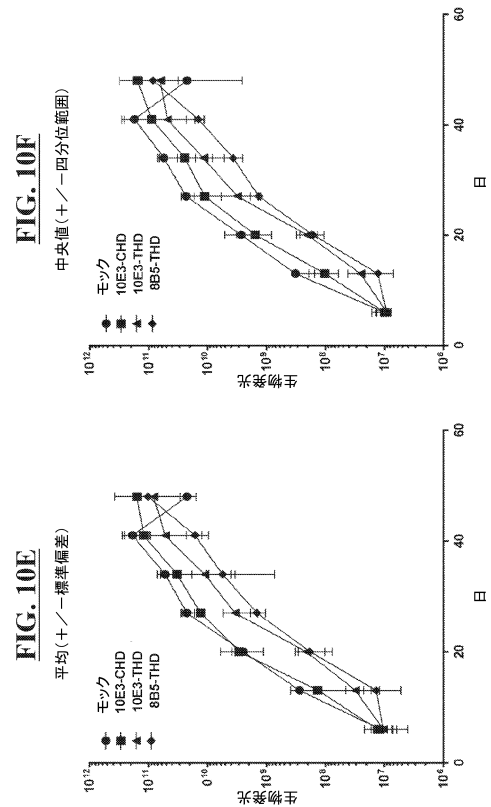 FIG. 10E
平均(+/-標準偏差)
モック
10E3-CHD
10E3-THD
8B5-THD
生物発光
10¹²
10¹¹
10¹⁰
10⁹
10⁸
10⁷
10⁶
0
20
40
60
日
FIG. 10F
中央値(+/-四分位範囲)
モック
10E3-CHD
10E3-THD
8B5-THD
生物発光
10¹²
10¹¹
10¹⁰
10⁹
10⁸
10⁷
10⁶
0
20
40
60
日